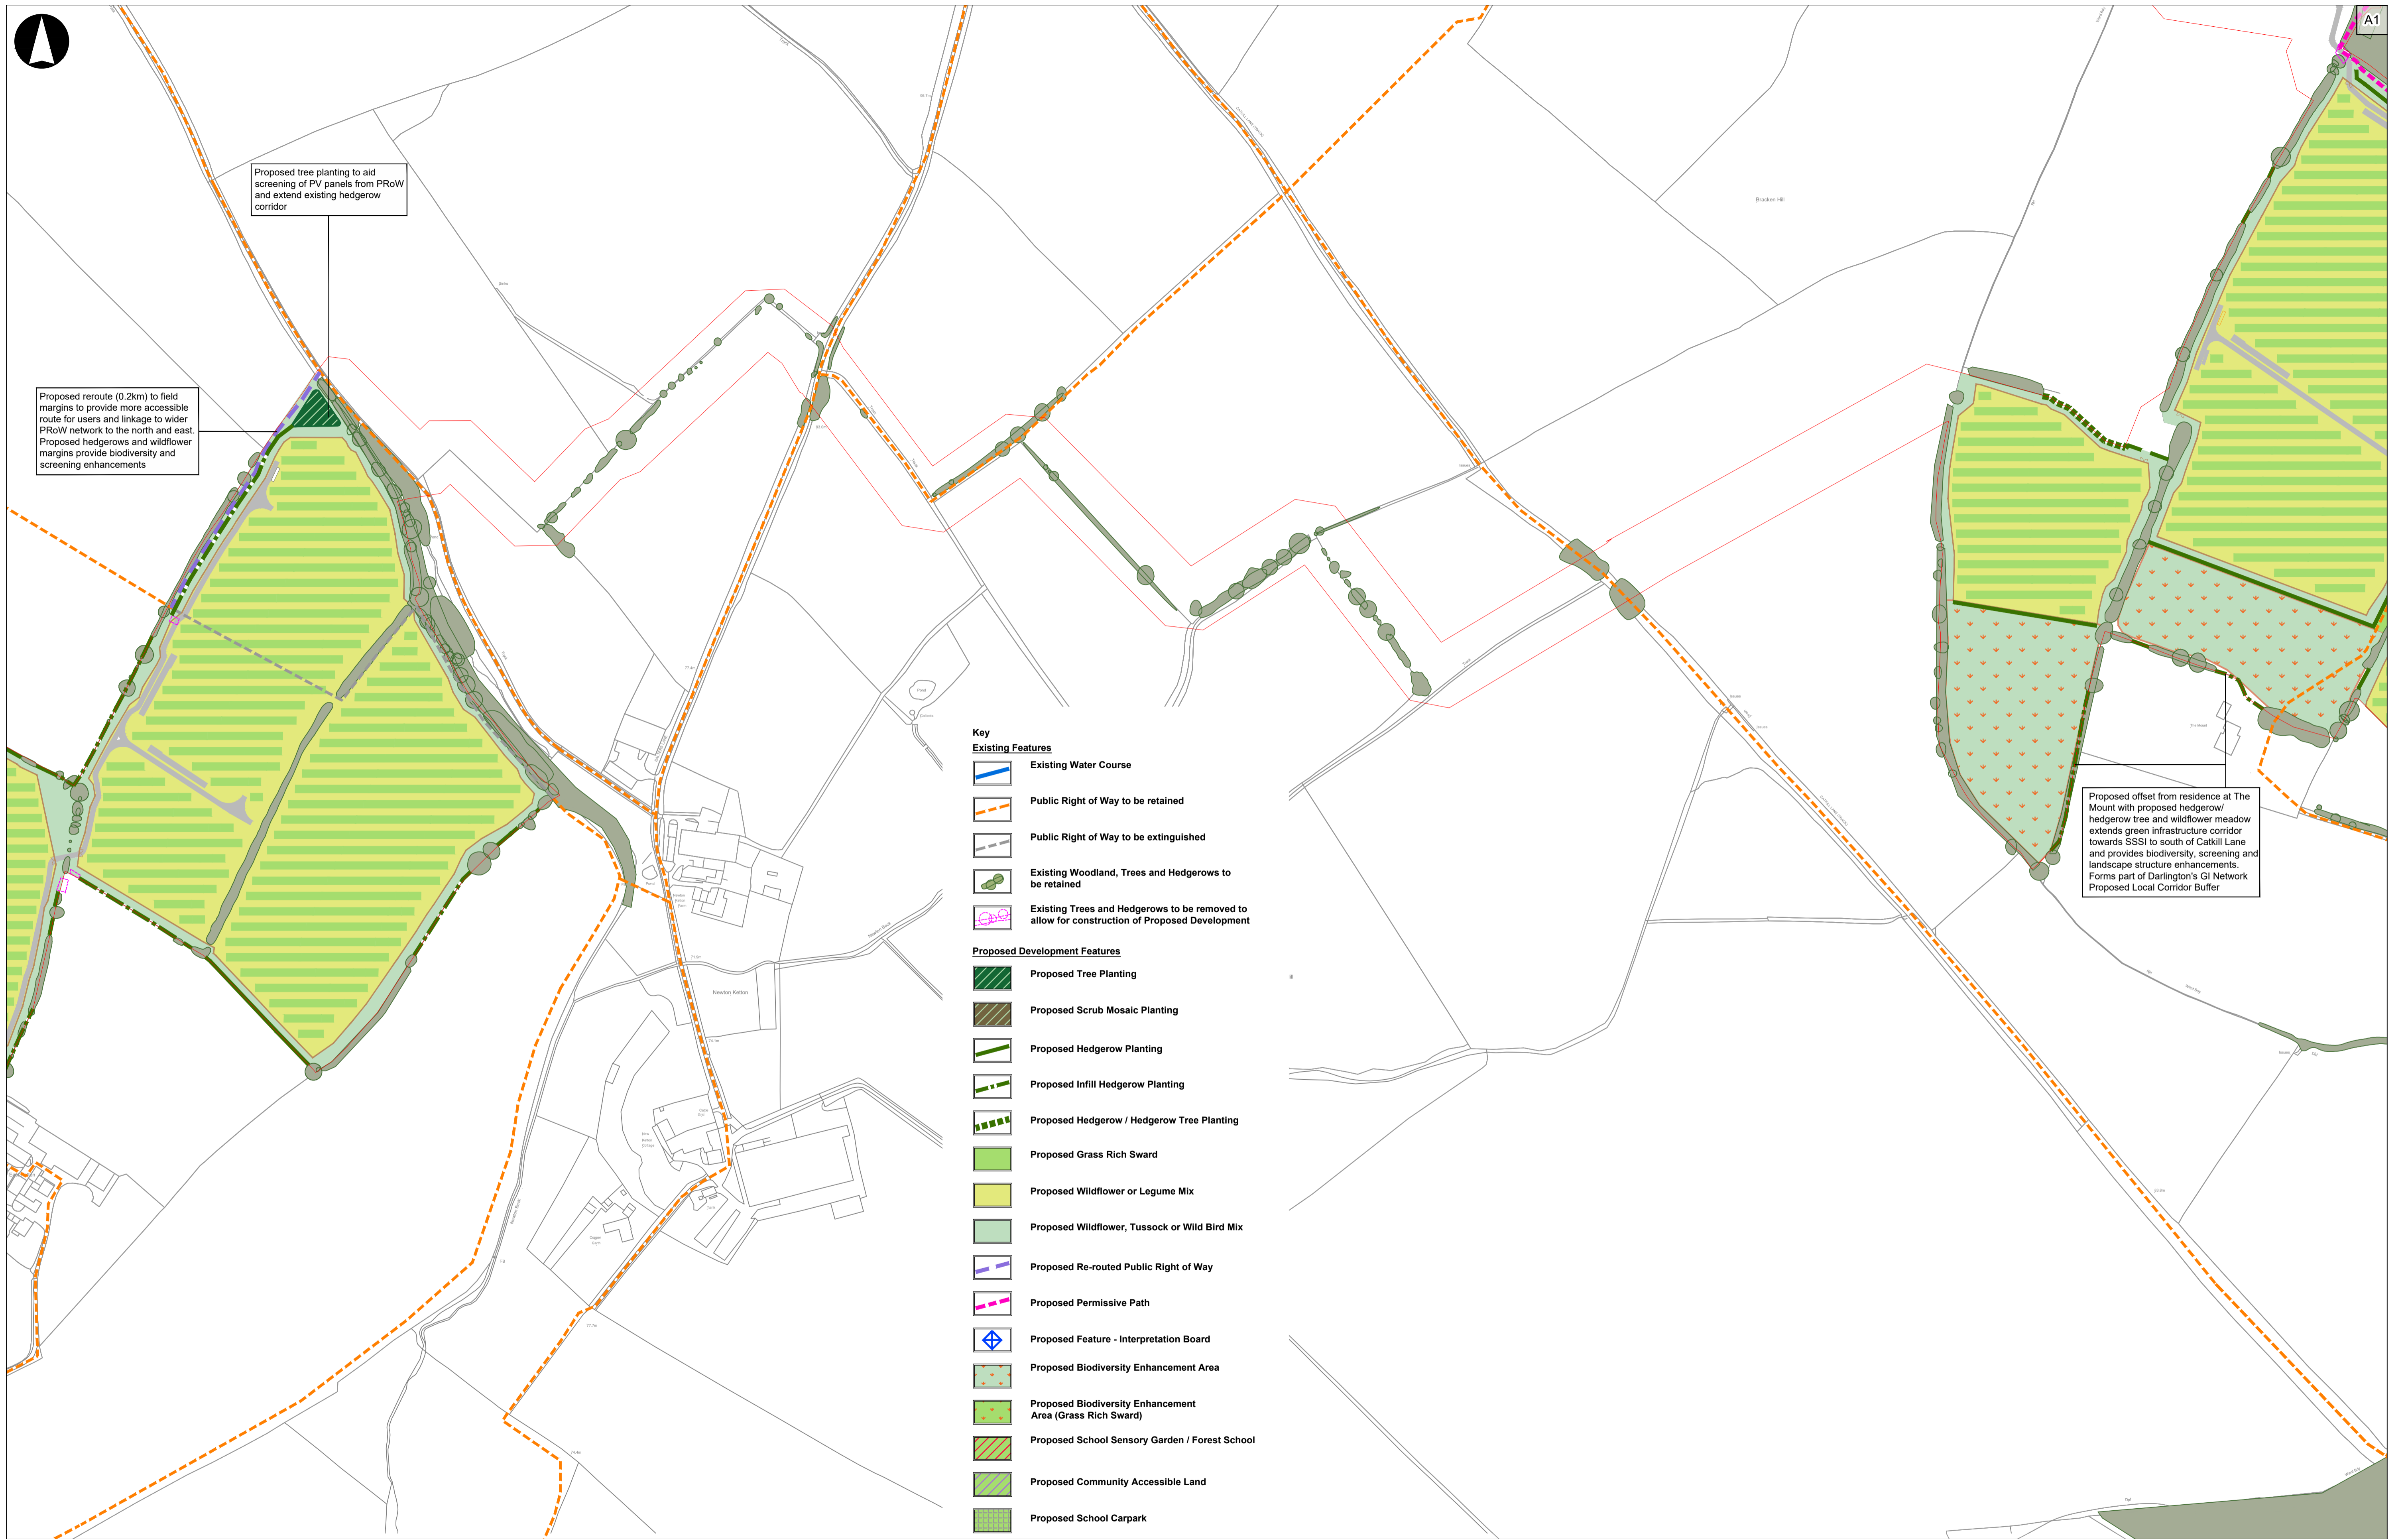 A1
Proposed tree planting to aid
screening of PV panels from PRoW
and extend existing hedgerow
corridor
Bracken Hill
Proposed reroute (0.2km) to field
margins to provide more accessible
route for users and linkage to wider
PRoW network to the north and east.
Proposed hedgerows and wildflower
margins provide biodiversity and
screening enhancements
Proposed offset from residence at The
Mount with proposed hedgerow/
hedgerow tree and wildflower meadow
extends green infrastructure corridor
towards SSSI to south of Catkill Lane
and provides biodiversity, screening and
landscape structure enhancements.
Forms part of Darlington's GI Network
Proposed Local Corridor Buffer
The Mount
Pond
Pond
Newton Beck
Newton Ketton
Newton Beck
Key
Existing Features
Existing Water Course
Public Right of Way to be retained
Public Right of Way to be extinguished
Existing Woodland, Trees and Hedgerows to
be retained
Existing Trees and Hedgerows to be removed to
allow for construction of Proposed Development
Proposed Development Features
Proposed Tree Planting
Proposed Scrub Mosaic Planting
Proposed Hedgerow Planting
Proposed Infill Hedgerow Planting
Proposed Hedgerow / Hedgerow Tree Planting
Proposed Grass Rich Sward
Proposed Wildflower or Legume Mix
Proposed Wildflower, Tussock or Wild Bird Mix
Proposed Re-routed Public Right of Way
Proposed Permissive Path
Proposed Feature - Interpretation Board
Proposed Biodiversity Enhancement Area
Proposed Biodiversity Enhancement
Area (Grass Rich Sward)
Proposed School Sensory Garden / Forest School
Proposed Community Accessible Land
Proposed School Carpark